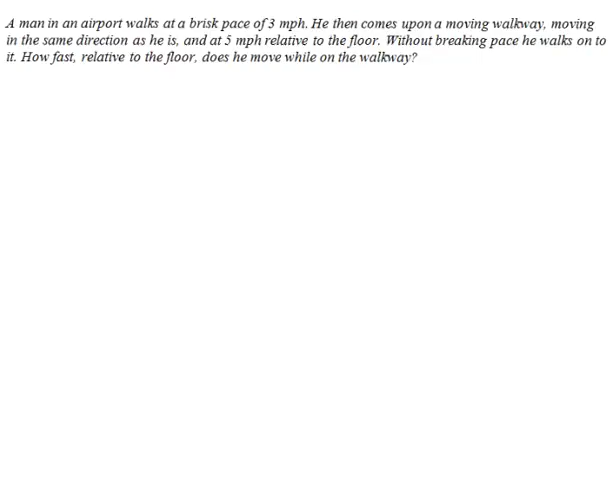 A man in an airport walks at a brisk pace of 3 mph. He then comes upon a moving walkway, moving
in the same direction as he is, and at 5 mph relative to the floor. Without breaking pace he walks on to
it. How fast, relative to the floor, does he move while on the walkway?